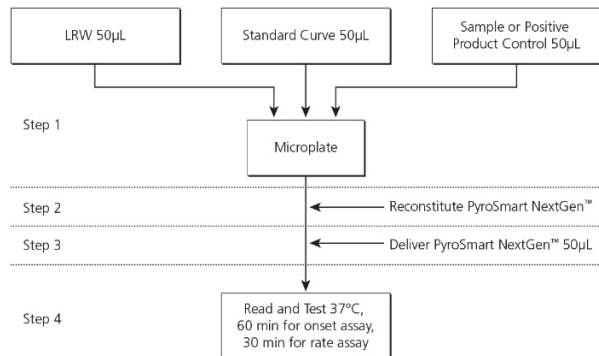 LRW 50µL
Standard Curve 50µL
Sample or Positive
Product Control 50µL
Step 1
Microplate
Step 2
Reconstitute PyroSmart NextGen™
Step 3
Deliver PyroSmart NextGen™ 50µL
Step 4
Read and Test 37ºC,
60 min for onset assay,
30 min for rate assay